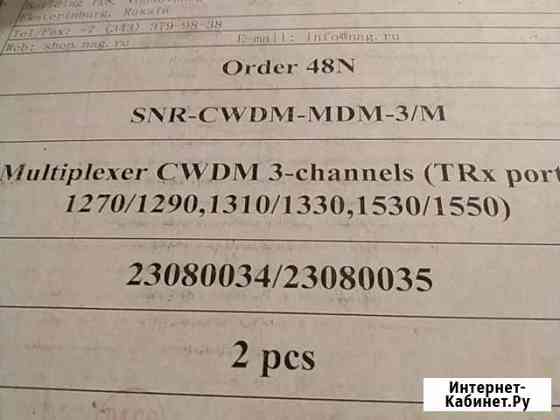 Ekaterinburg, Russia
Tel/Fax: +7 (343) 379-98-38
Web: shop.nag.ru E-mail: info@nag.ru
Order 48N
SNR-CWDM-MDM-3/M
Multiplexer CWDM 3-channels (TRx port
1270/1290,1310/1330,1530/1550)
23080034/23080035
2 pcs
Интернет-
Кабинет.Ру